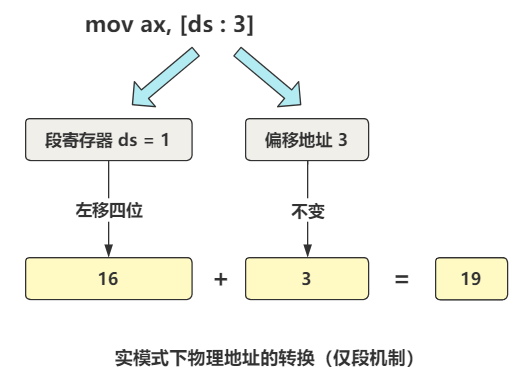 mov ax, [ds : 3]
段寄存器 ds = 1
偏移地址 3
左移四位
不变
16 + 3 = 19
实模式下物理地址的转换（仅段机制）